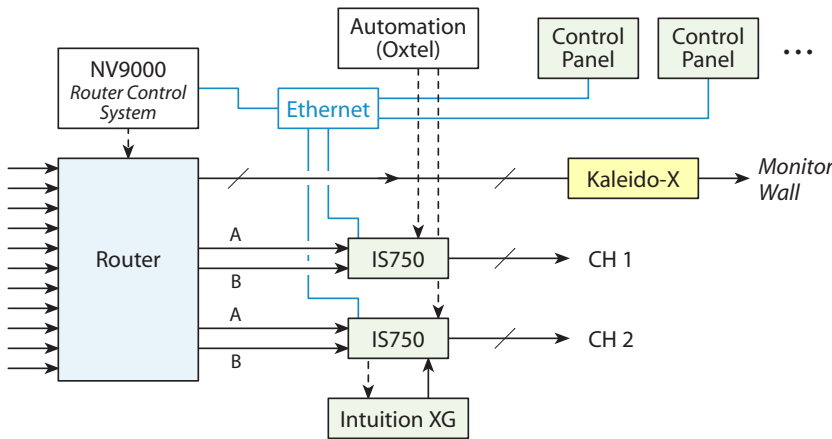 Automation
(Oxtel)
Control
Panel
Control
Panel
...
NV9000
Router Control
System
Ethernet
Kaleido-X
Monitor
Wall
A
IS750
CH 1
Router
B
A
IS750
CH 2
B
Intuition XG